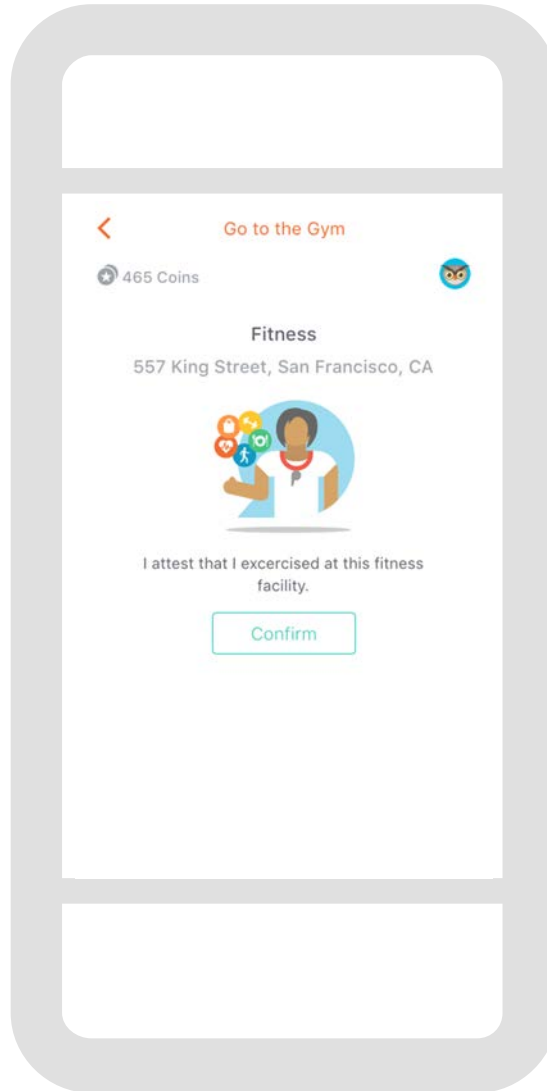 Go to the Gym
465 Coins
Fitness
557 King Street, San Francisco, CA
I attest that I excercised at this fitness
facility.
Confirm